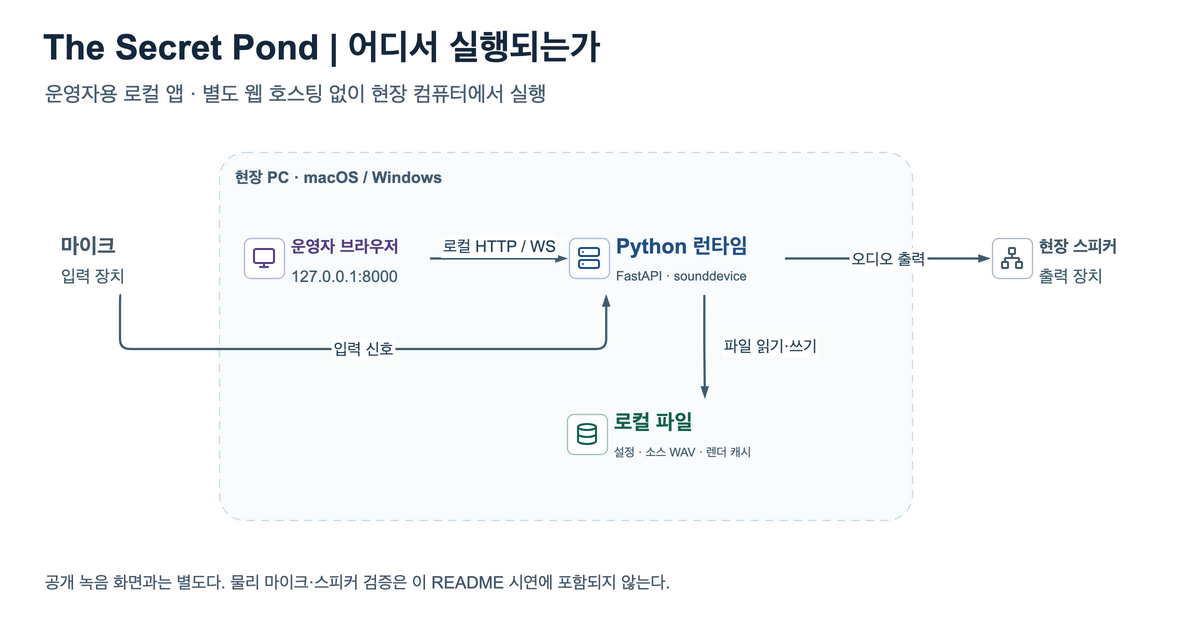 The Secret Pond | 어디서 실행되는가
운영자용 로컬 앱 · 별도 웹 호스팅 없이 현장 컴퓨터에서 실행
현장 PC · macOS / Windows
마이크
입력 장치
운영자 브라우저
127.0.0.1:8000
로컬 HTTP / WS
Python 런타임
FastAPI · sounddevice
오디오 출력
현장 스피커
출력 장치
입력 신호
파일 읽기·쓰기
로컬 파일
설정 · 소스 WAV · 렌더 캐시
공개 녹음 화면과는 별도다. 물리 마이크·스피커 검증은 이 README 시연에 포함되지 않는다.